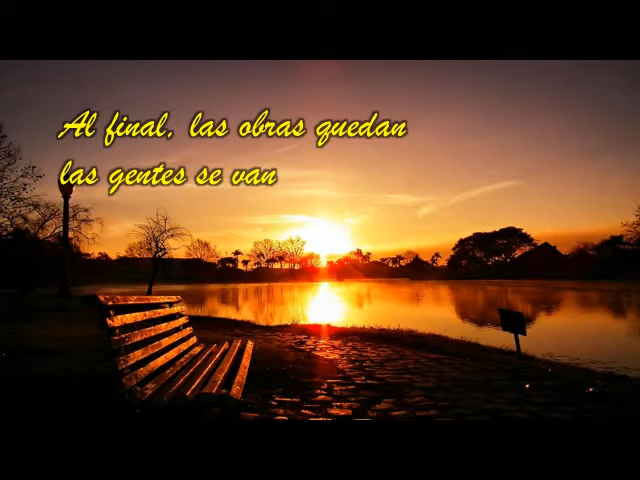 Al final, las obras quedan
las gentes se van